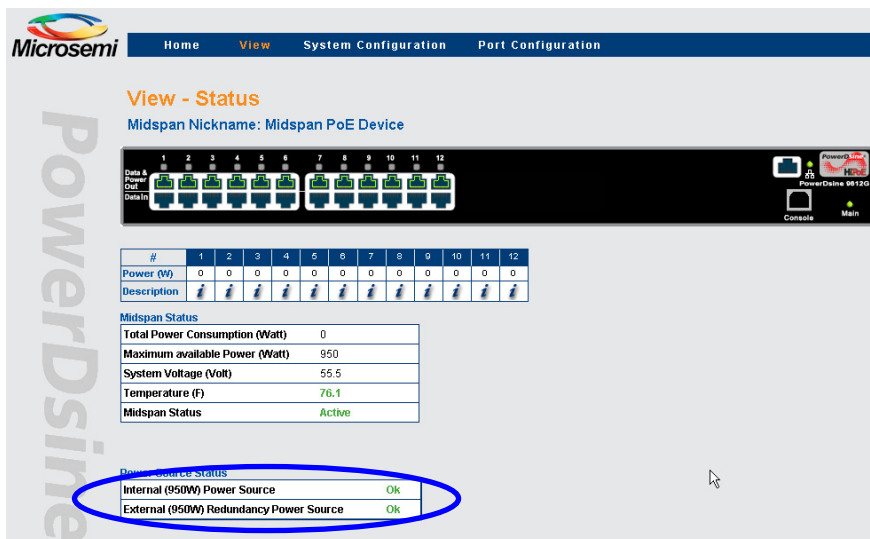 Microsemi
Home View System Configuration Port Configuration
View - Status
Midspan Nickname: Midspan PoE Device
1 2 3 4 5 6 7 8 9 10 11 12
Data &
Power
Out
Data In
PowerDsine
HIPoE
PowerDsine 9612G
Console Main
# 1 2 3 4 5 6 7 8 9 10 11 12
Power (W) 0 0 0 0 0 0 0 0 0 0 0 0
Description i i i i i i i i i i i i
Midspan Status
Total Power Consumption (Watt) 0
Maximum available Power (Watt) 950
System Voltage (Volt) 55.5
Temperature (F) 76.1
Midspan Status Active
Power Source Status
Internal (950W) Power Source Ok
External (950W) Redundancy Power Source Ok
PowerDsine